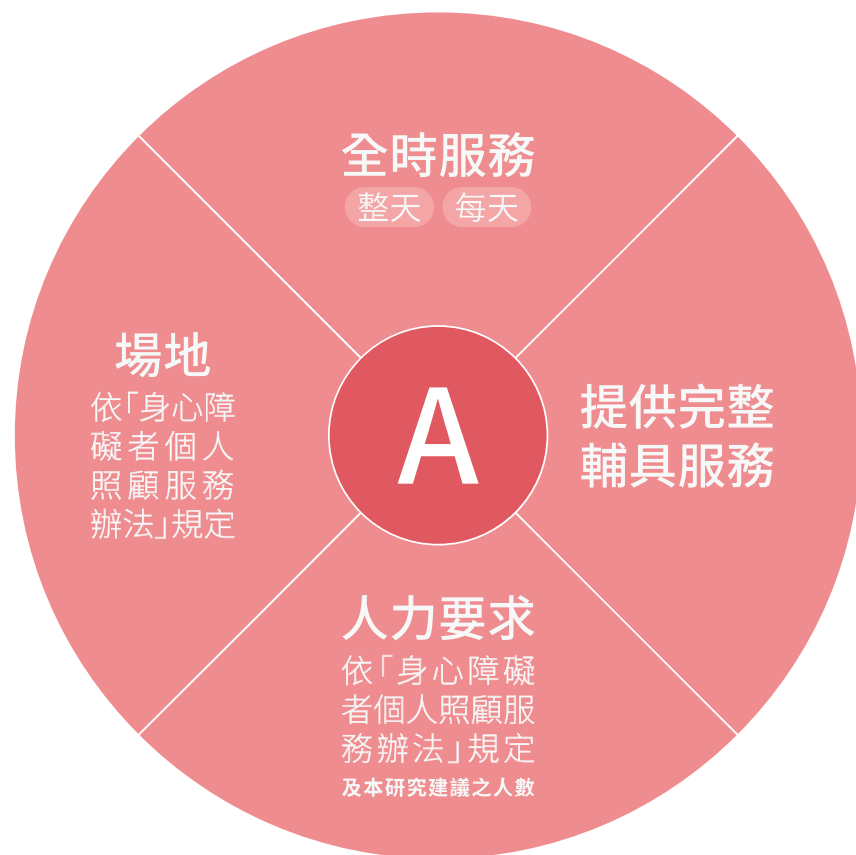 全時服務
整天 每天
場地
依「身心障
礙者個人
照顧服務
辦法」規定
A
提供完整
輔具服務
人力要求
依「身心障礙
者個人照顧服
務辦法」規定
及本研究建議之人數